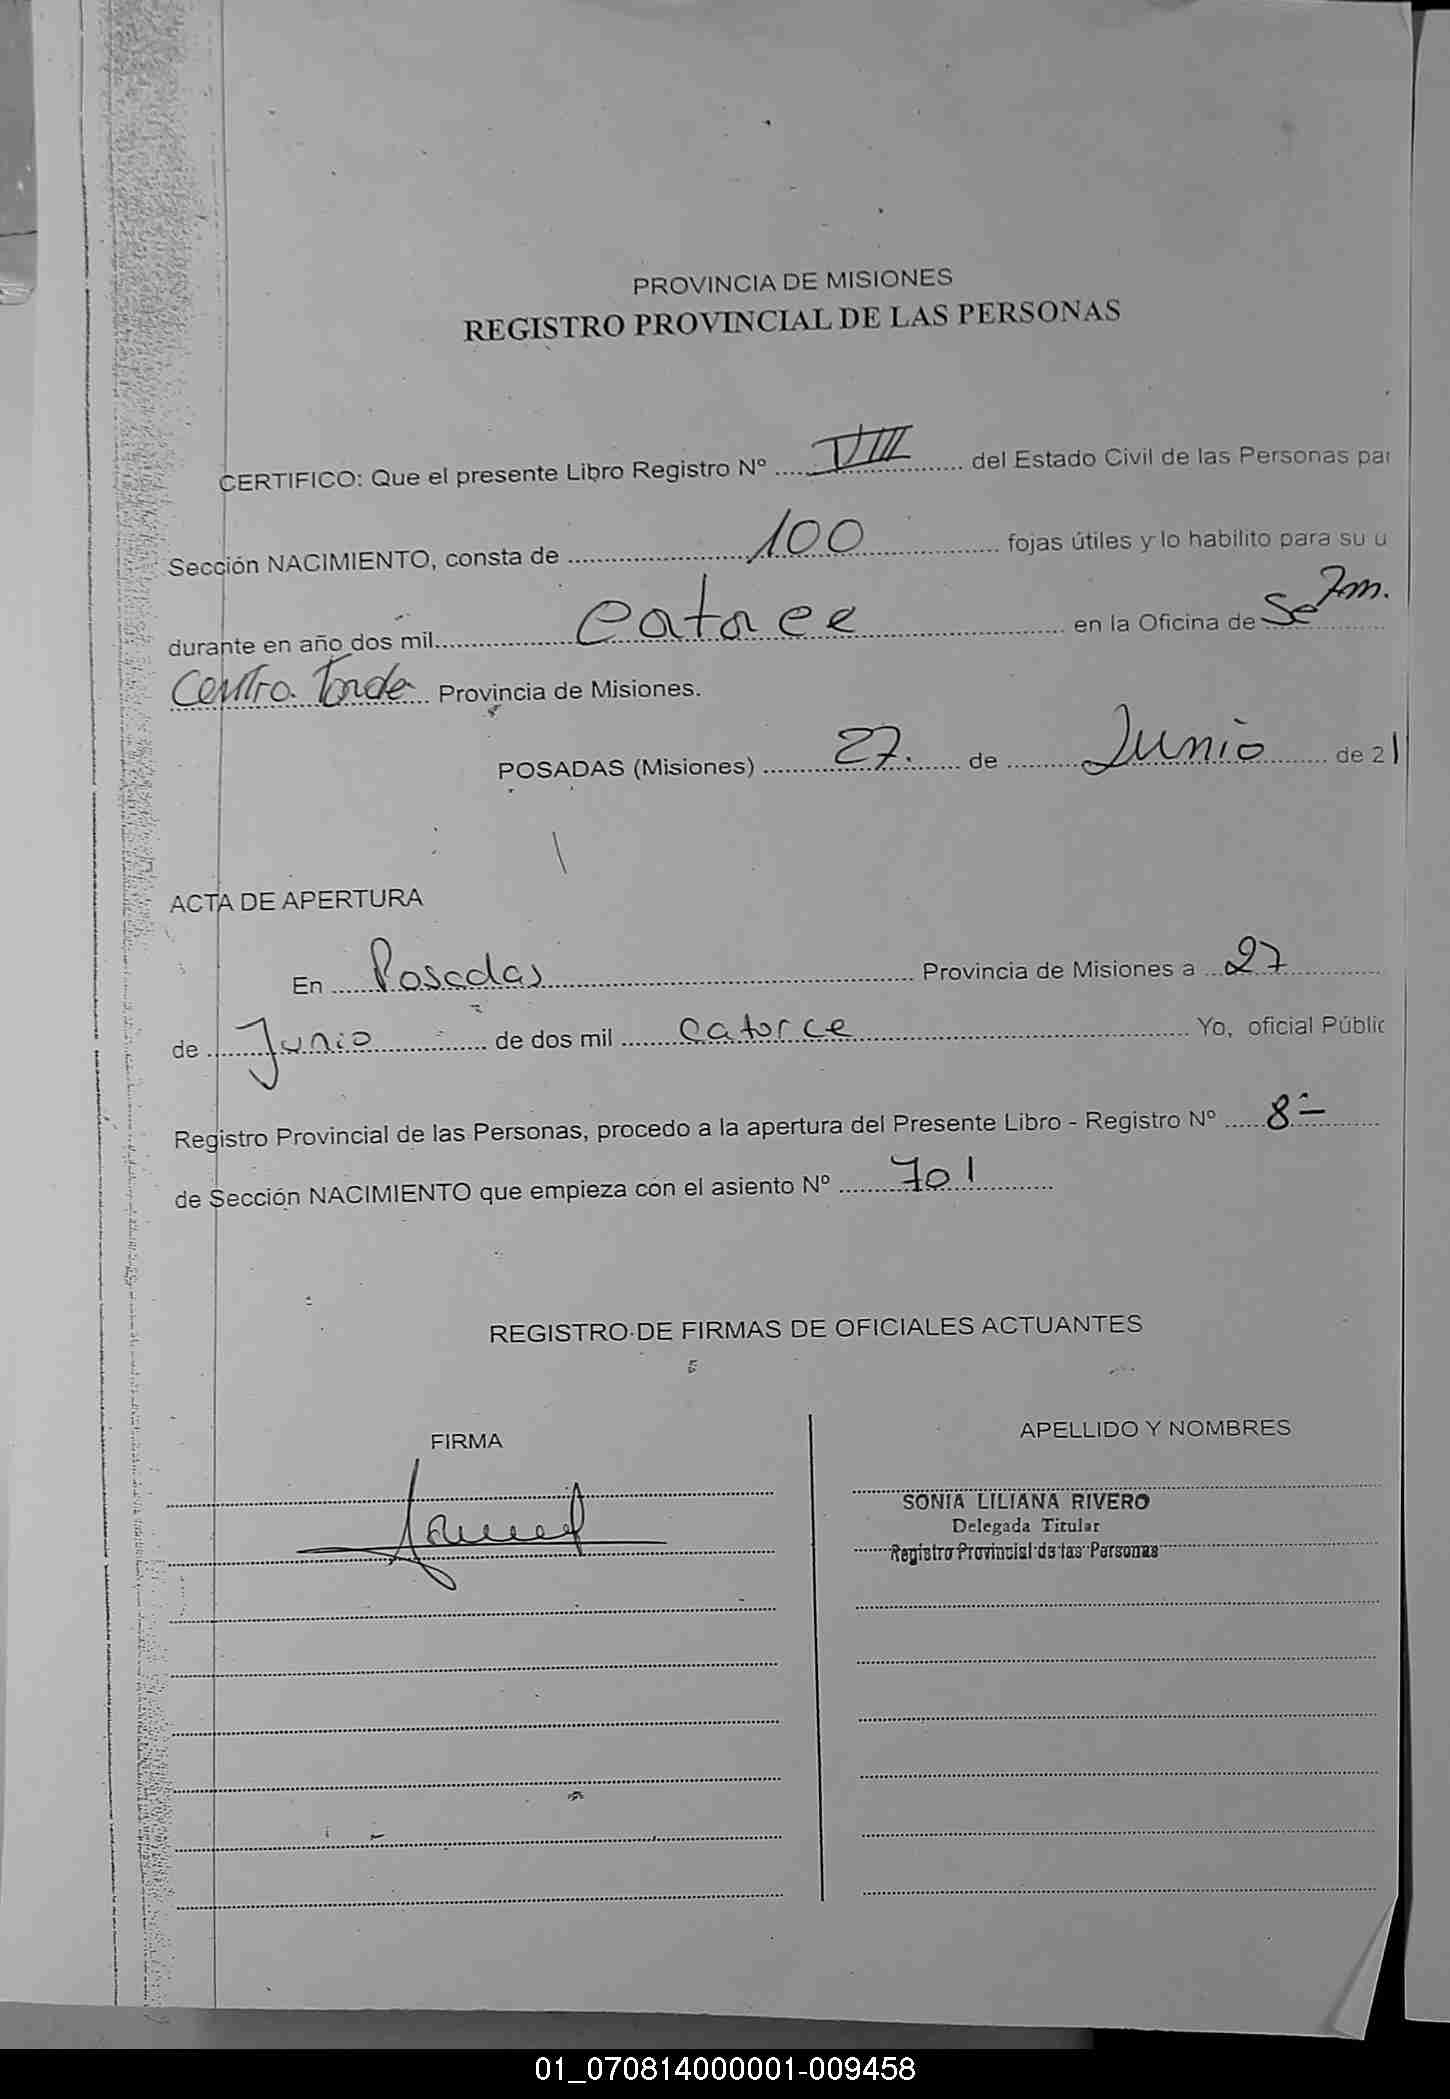 PROVINCIA DE MISIONES
REGISTRO PROVINCIAL DE LAS PERSONAS
CERTIFICO: Que el presente Libro Registro Nº ..... VIII ..... del Estado Civil de las Personas par
Sección NACIMIENTO, consta de ..... 100 ..... fojas útiles y lo habilito para su u
durante en año dos mil..... catorce ..... en la Oficina de
Centro Tarde ..... Provincia de Misiones.
POSADAS (Misiones) ..... 27. ..... de ..... Junio ..... de 21
ACTA DE APERTURA
En ..... Posadas ..... Provincia de Misiones a ..... 27 .....
de ..... Junio ..... de dos mil ..... catorce ..... Yo, oficial Públic
Registro Provincial de las Personas, procedo a la apertura del Presente Libro - Registro Nº ..... 8 .-
de Sección NACIMIENTO que empieza con el asiento Nº ..... 701 .....
REGISTRO DE FIRMAS DE OFICIALES ACTUANTES
FIRMA
APELLIDO Y NOMBRES
SONIA LILIANA RIVERO
Delegada Titular
Registro Provincial de las Personas
01_070814000001-009458